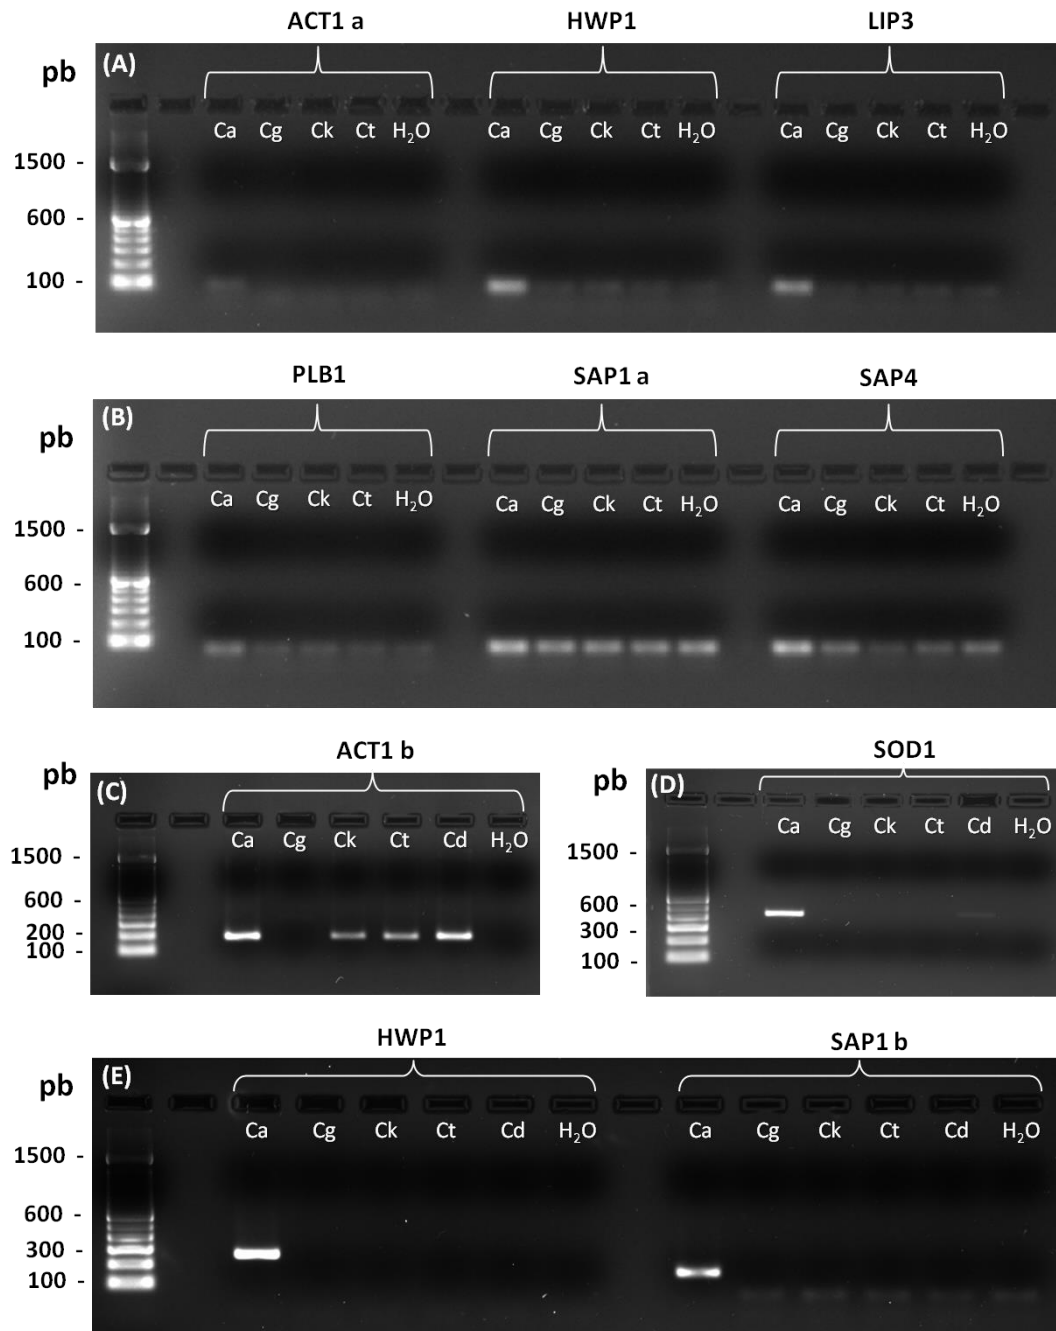 ACT1 a HWP1 LIP3
pb (A)
Ca Cg Ck Ct H₂O Ca Cg Ck Ct H₂O Ca Cg Ck Ct H₂O
1500 -
600 -
100 -
PLB1 SAP1 a SAP4
pb (B)
Ca Cg Ck Ct H₂O Ca Cg Ck Ct H₂O Ca Cg Ck Ct H₂O
1500 -
600 -
100 -
ACT1 b
pb (C)
Ca Cg Ck Ct Cd H₂O
1500 -
600 -
200 -
100 -
SOD1
pb (D)
Ca Cg Ck Ct Cd H₂O
1500 -
600 -
300 -
100 -
HWP1 SAP1 b
pb (E)
Ca Cg Ck Ct Cd H₂O Ca Cg Ck Ct Cd H₂O
1500 -
600 -
300 -
100 -